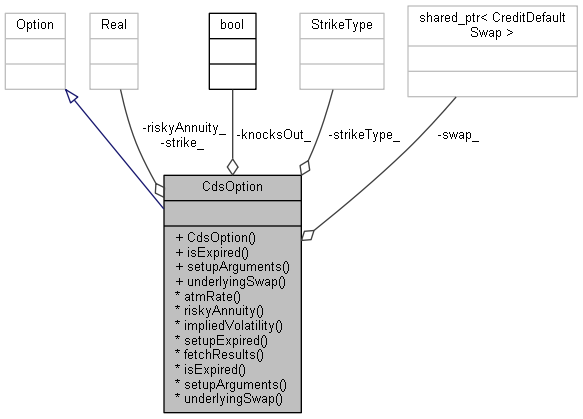 Option
Real
bool
StrikeType
shared_ptr< CreditDefault
Swap >
-riskyAnnuity_
-strike_
-knocksOut_
-strikeType_
-swap_
CdsOption
+ CdsOption()
+ isExpired()
+ setupArguments()
+ underlyingSwap()
* atmRate()
* riskyAnnuity()
* impliedVolatility()
* setupExpired()
* fetchResults()
* isExpired()
* setupArguments()
* underlyingSwap()